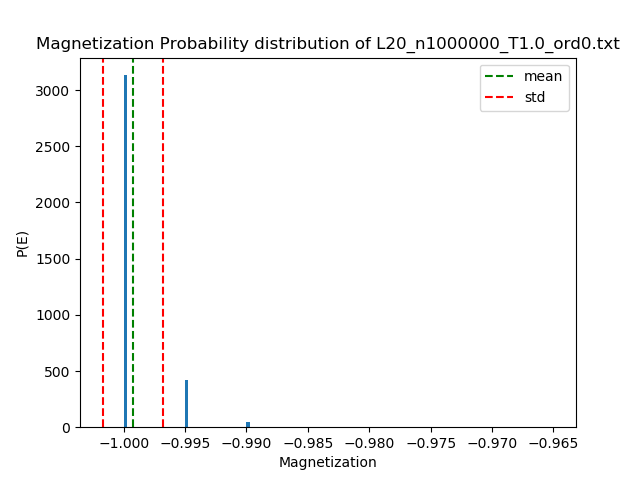 Magnetization Probability distribution of L20_n1000000_T1.0_ord0.txt
mean
std
P(E)
3000
2500
2000
1500
1000
500
0
−1.000 −0.995 −0.990 −0.985 −0.980 −0.975 −0.970 −0.965
Magnetization